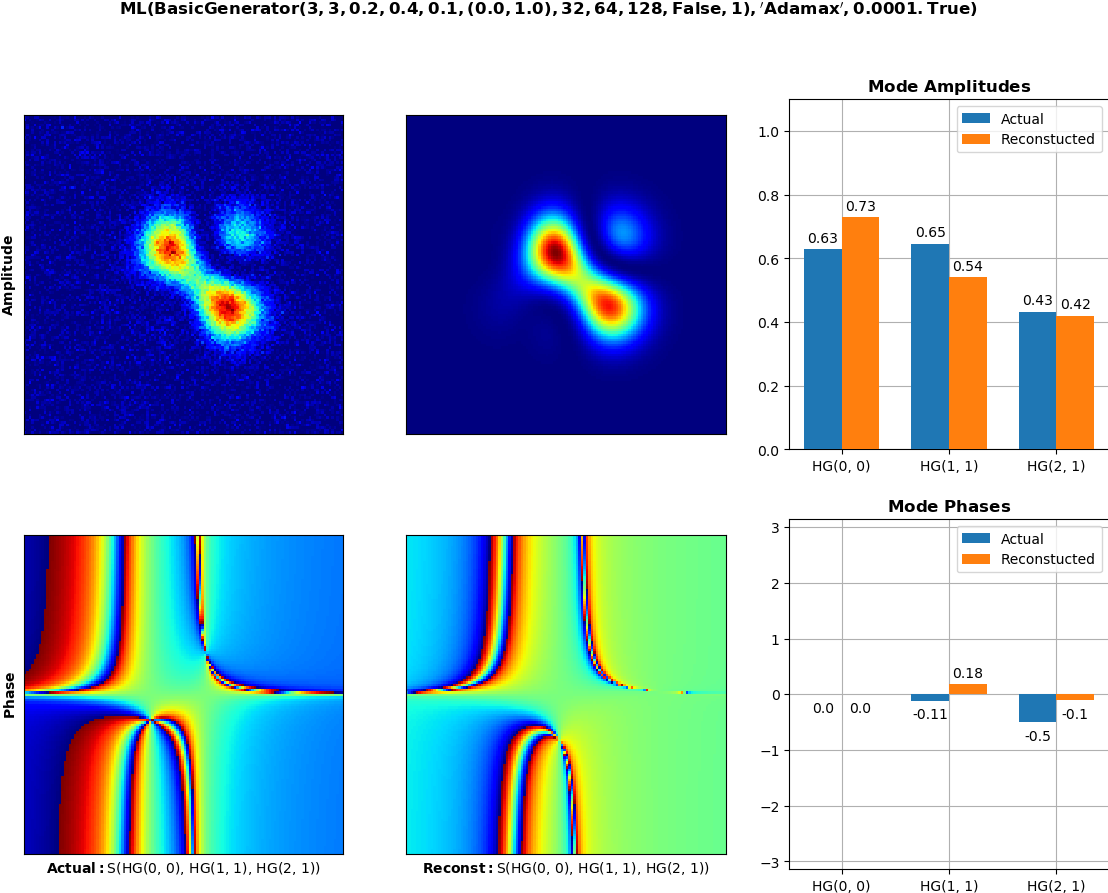 ML(BasicGenerator(3, 3, 0.2, 0.4, 0.1, (0.0, 1.0), 32, 64, 128, False, 1), ′Adamax′, 0.0001. True)
Amplitude
Mode Amplitudes
Actual
Reconstucted
1.0
0.8
0.6
0.4
0.2
0.0
0.63
0.73
0.65
0.54
0.43
0.42
HG(0, 0)
HG(1, 1)
HG(2, 1)
Phase
Actual: S(HG(0, 0), HG(1, 1), HG(2, 1))
Reconst: S(HG(0, 0), HG(1, 1), HG(2, 1))
Mode Phases
Actual
Reconstucted
3
2
1
0
−1
−2
−3
0.0
0.0
-0.11
0.18
-0.5
-0.1
HG(0, 0)
HG(1, 1)
HG(2, 1)